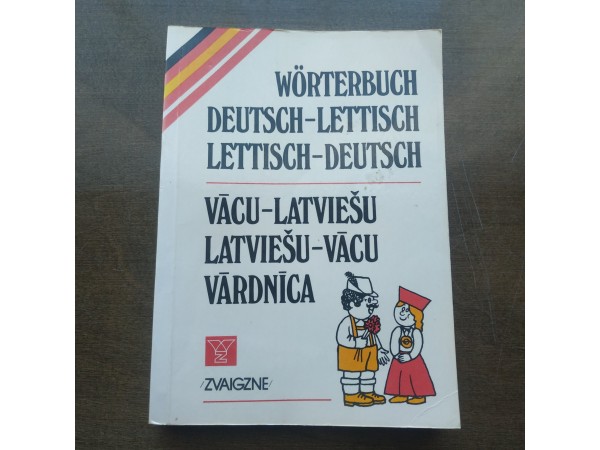 WÖRTERBUCH
DEUTSCH-LETTISCH
LETTISCH-DEUTSCH
VĀCU-LATVIEŠU
LATVIEŠU-VĀCU
VĀRDNĪCA
/ZVAIGZNE/